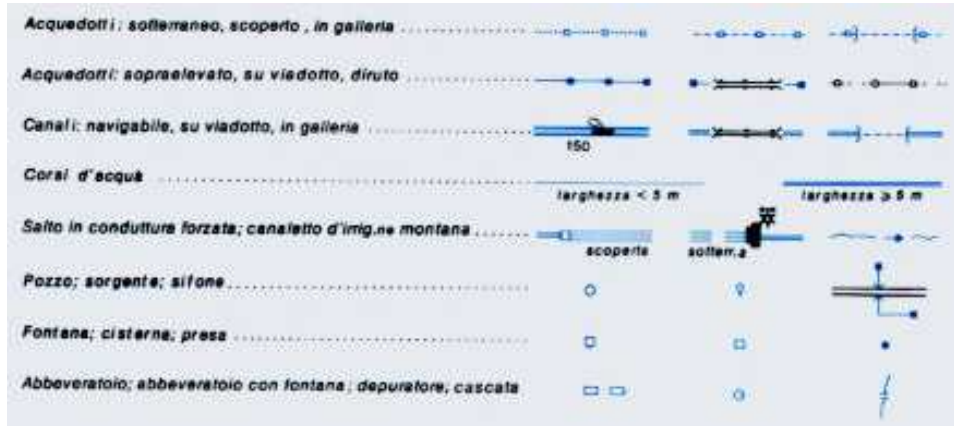 Acquedotti: sotterraneo, scoperto, in galleria
Acquedotti: sopraelevato, su viadotto, diruto
Canali: navigabile, su viadotto, in galleria
150
Corsi d'acqua
larghezza < 5 m
larghezza ⩾ 5 m
Salto in conduttura forzata; canaletto d'irrig.ne montana
scoperta
sotterr.a
Pozzo; sorgente; sifone
Fontana; cisterna; presa
Abbeveratoio; abbeveratoio con fontana; depuratore, cascata